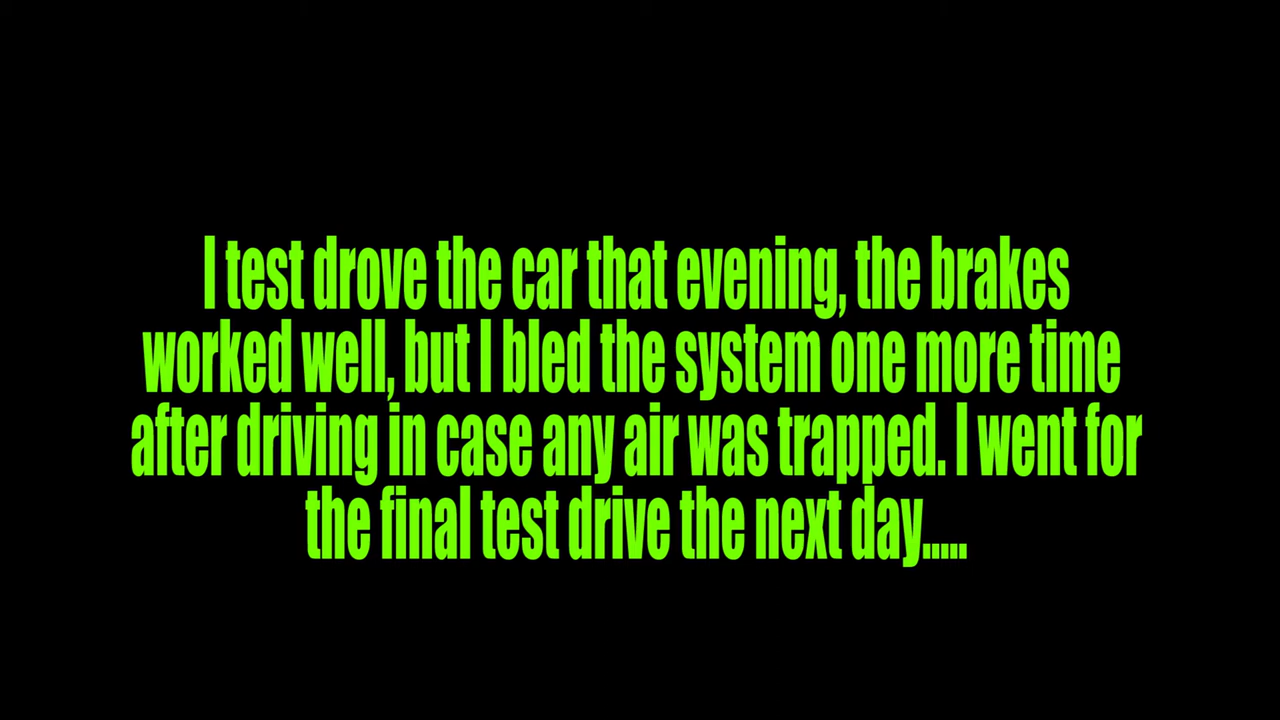 I test drove the car that evening, the brakes
worked well, but I bled the system one more time
after driving in case any air was trapped. I went for
the final test drive the next day.....